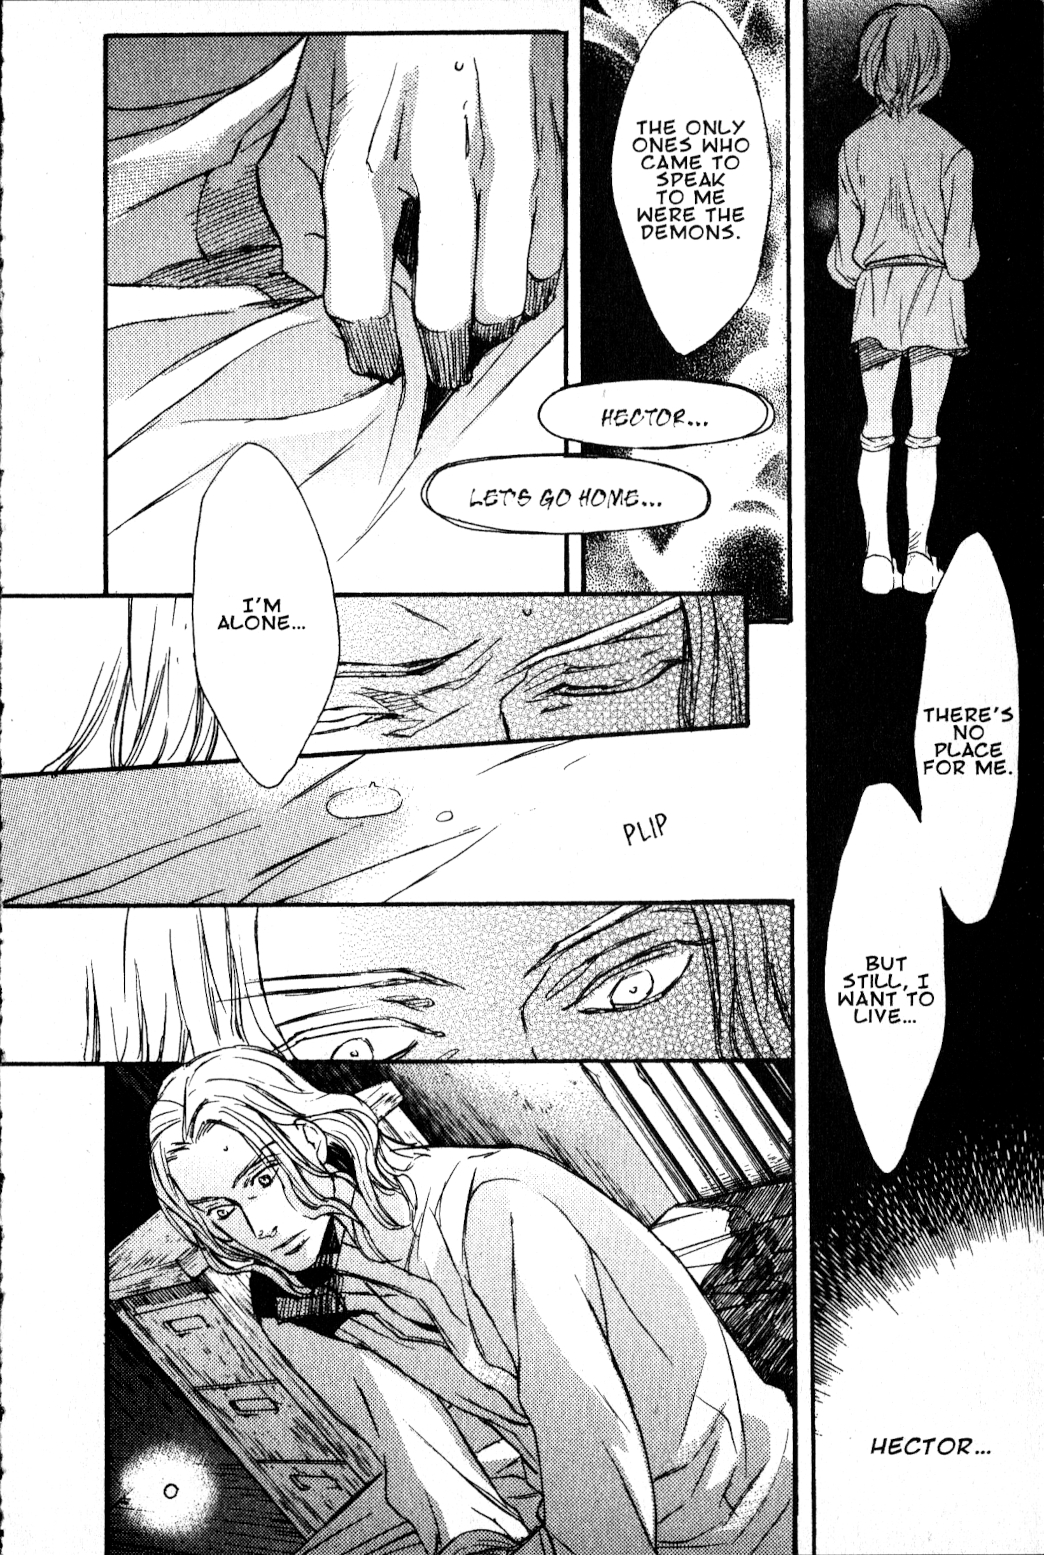 THE ONLY
ONES WHO
CAME TO
SPEAK
TO ME
WERE THE
DEMONS.
HECTOR...
LET'S GO HOME...
THERE'S
NO
PLACE
FOR ME.
BUT
STILL, I
WANT TO
LIVE...
HECTOR...
I'M
ALONE...
PLIP